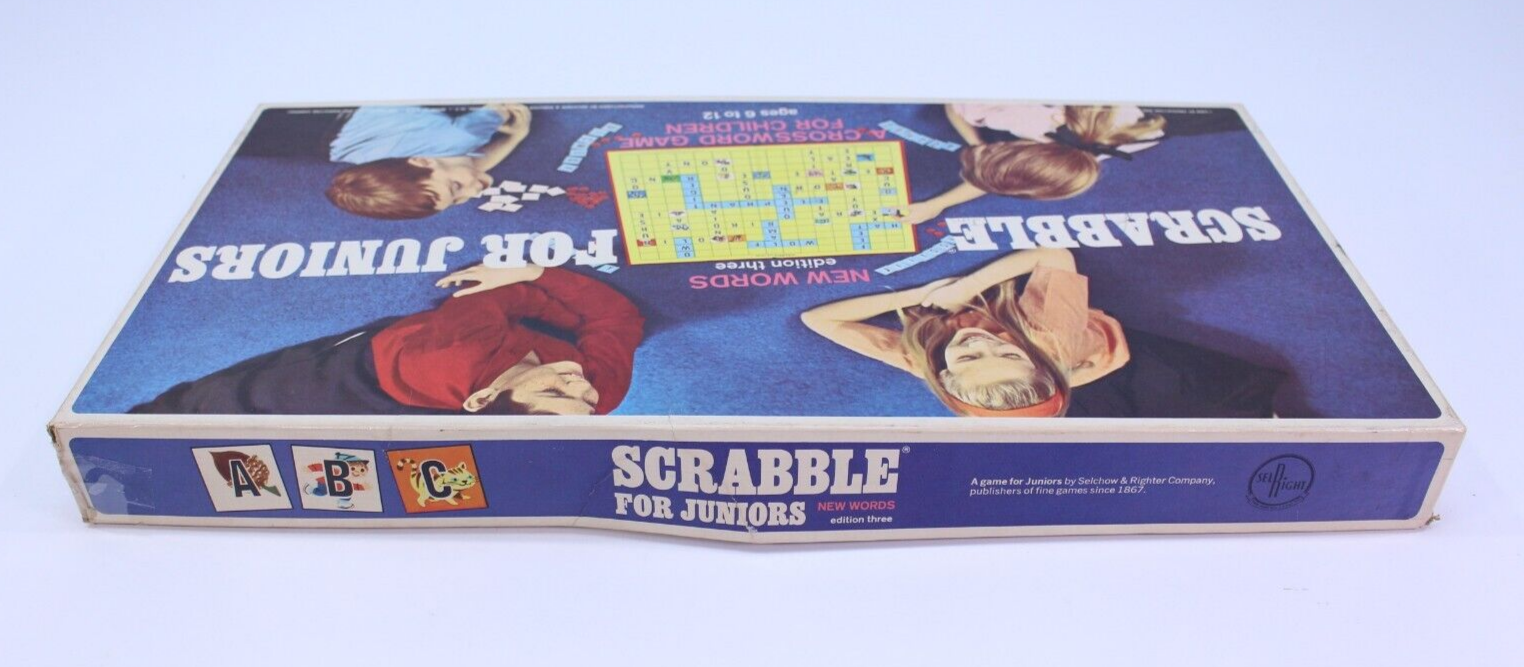 SCRABBLE
FOR JUNIORS
NEW WORDS
edition three
A CROSSWORD GAME
FOR CHILDREN
ages 6 to 12
A
B
C
SCRABBLE®
FOR JUNIORS
NEW WORDS
edition three
A game for Juniors by Selchow & Righter Company,
publishers of fine games since 1867.
SELRIGHT